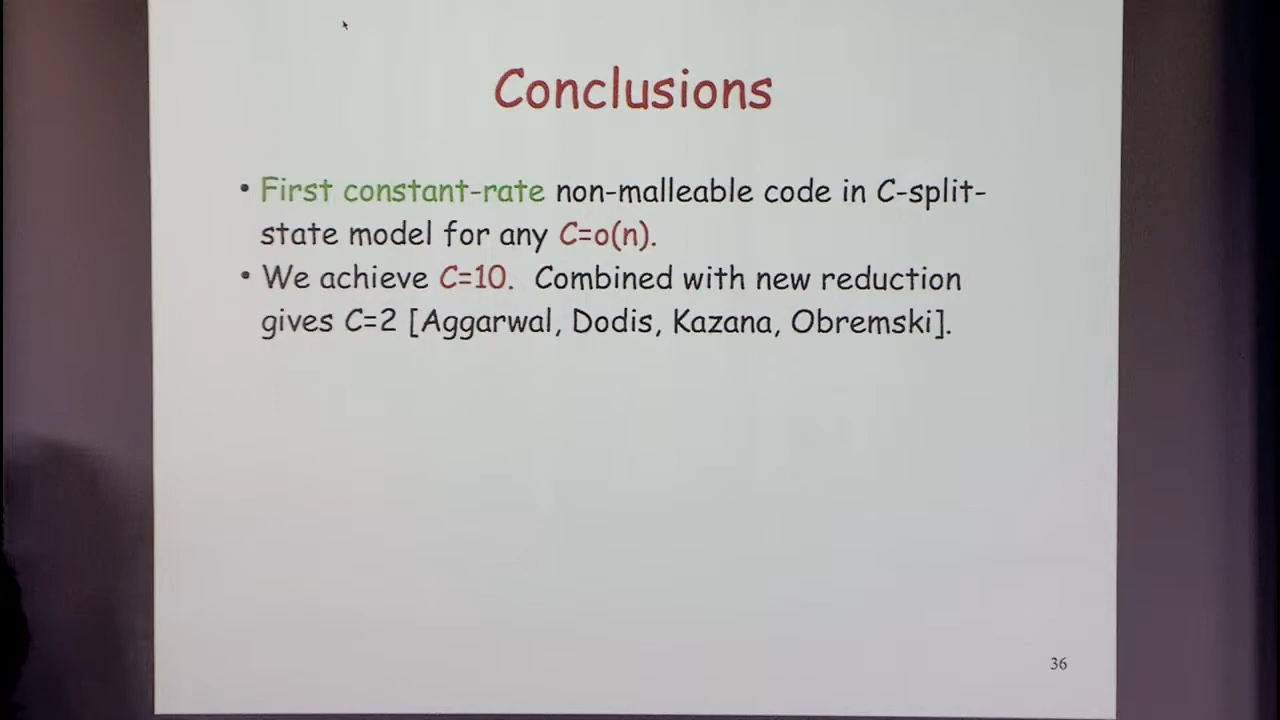 Conclusions
• First constant-rate non-malleable code in C-split-
state model for any C=o(n).
• We achieve C=10. Combined with new reduction
gives C=2 [Aggarwal, Dodis, Kazana, Obremski].
36